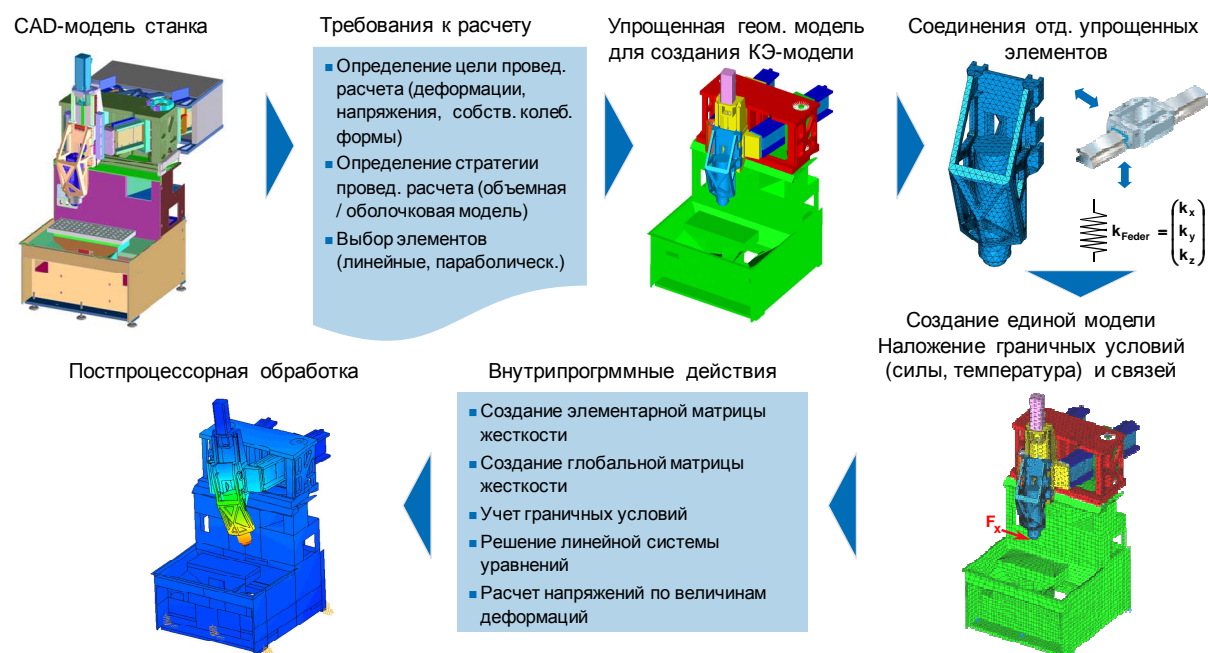 CAD-модель станка
Требования к расчету
▪ Определение цели провед.
расчета (деформации,
напряжения, собств. колеб.
формы)
▪ Определение стратегии
провед. расчета (объемная
/ оболочковая модель)
▪ Выбор элементов
(линейные, параболическ.)
Упрощенная геом. модель
для создания КЭ-модели
Соединения отд. упрощенных
элементов
k Feder = ( k x
k y
k z )
Создание единой модели
Наложение граничных условий
(силы, температура) и связей
F x
Внутрипрогрммные действия
▪ Создание элементарной матрицы
жесткости
▪ Создание глобальной матрицы
жесткости
▪ Учет граничных условий
▪ Решение линейной системы
уравнений
▪ Расчет напряжений по величинам
деформаций
Постпроцессорная обработка